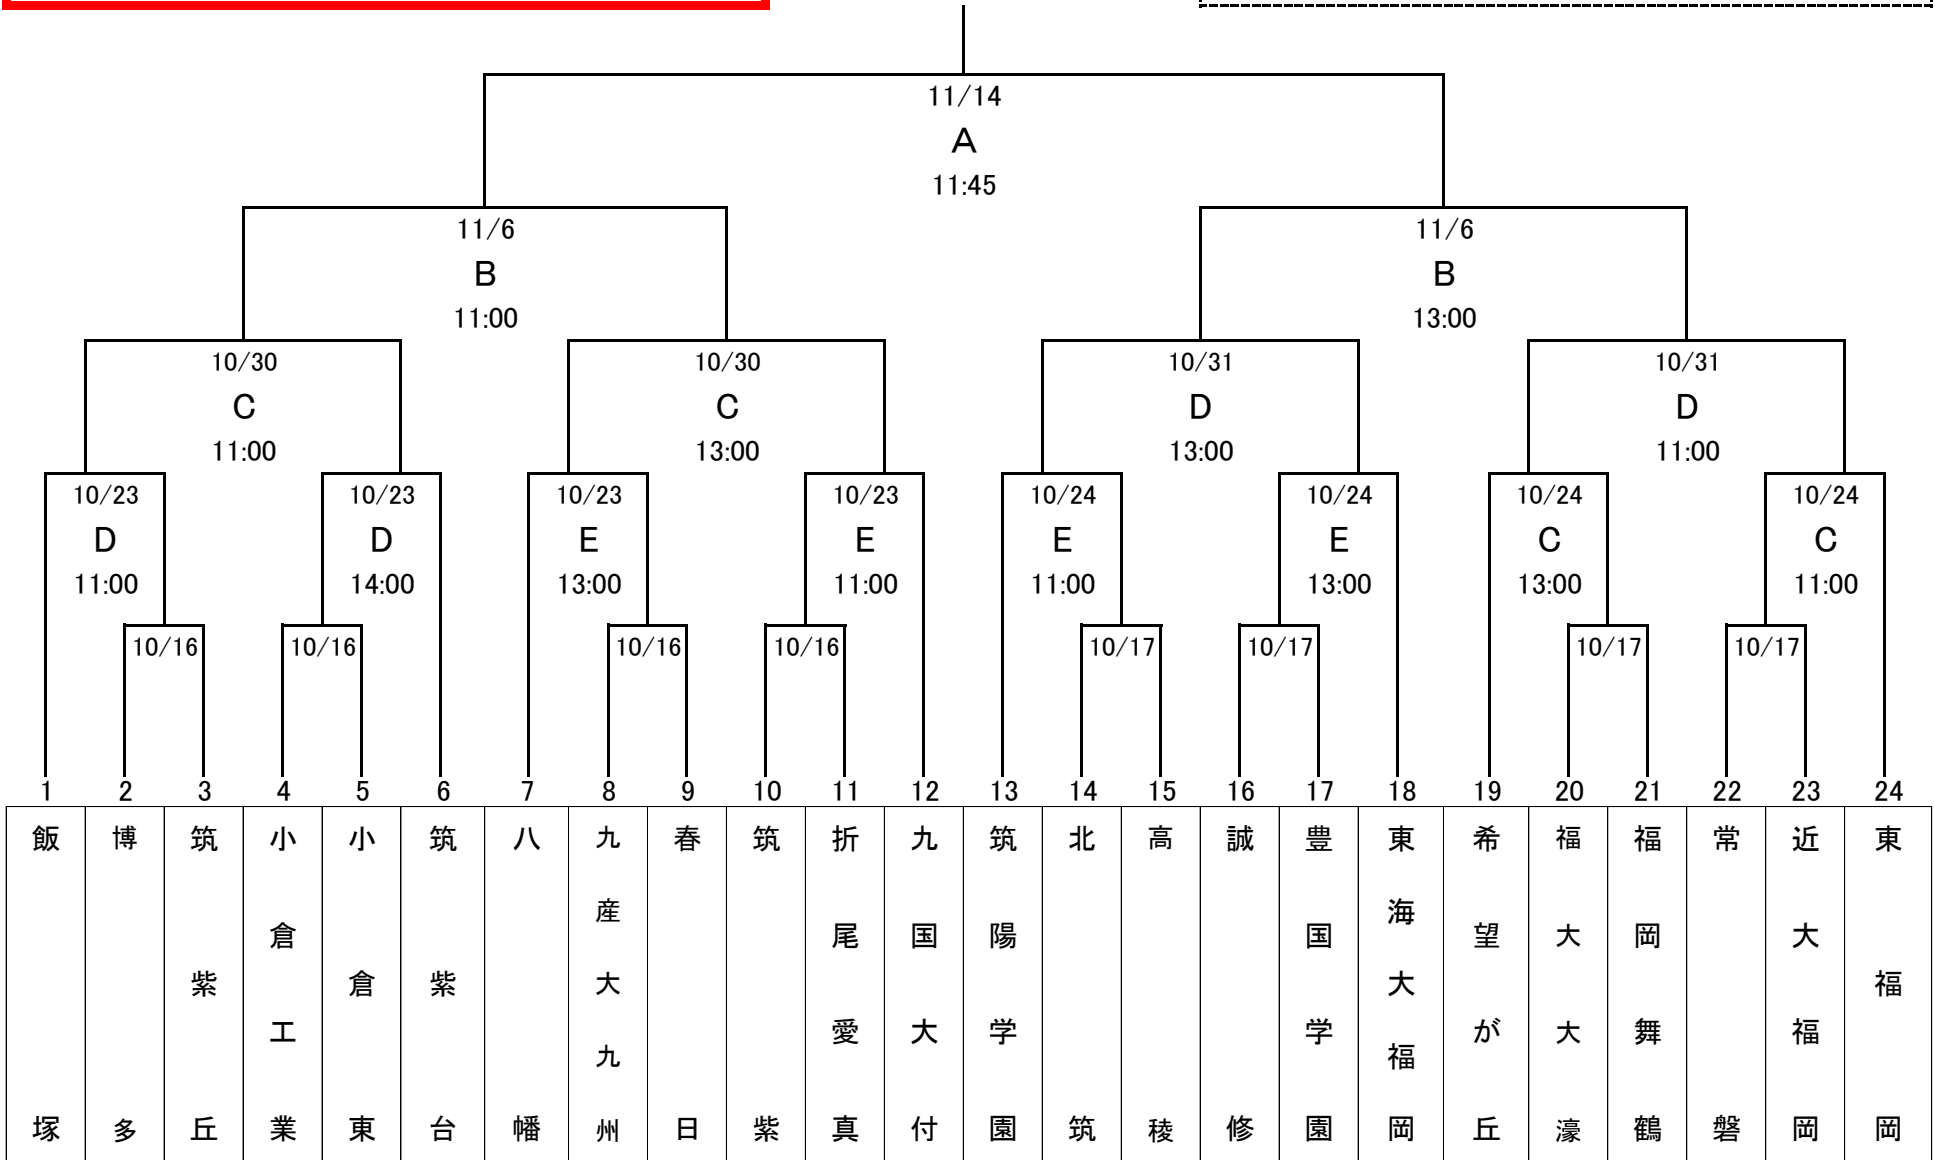 11/14
A
11:45
11/6 11/6
B B
11:00 13:00
10/30 10/30 10/31 10/31
C C D D
11:00 13:00 13:00 11:00
10/23 10/23 10/23 10/23 10/24 10/24 10/24 10/24
D D E E E E C C
11:00 14:00 13:00 11:00 11:00 13:00 13:00 11:00
10/16 10/16 10/16 10/16 10/17 10/17 10/17 10/17
1 2 3 4 5 6 7 8 9 10 11 12 13 14 15 16 17 18 19 20 21 22 23 24
飯塚
博多
筑紫丘
小倉工業
小倉東
筑紫台
八幡
九産大九州
春日
筑紫
折尾愛真
九国大付
筑陽学園
北筑
高稜
誠修
豊国学園
東海大福岡
希望が丘
福大大濠
福岡舞鶴
常磐
近大福岡
東福岡